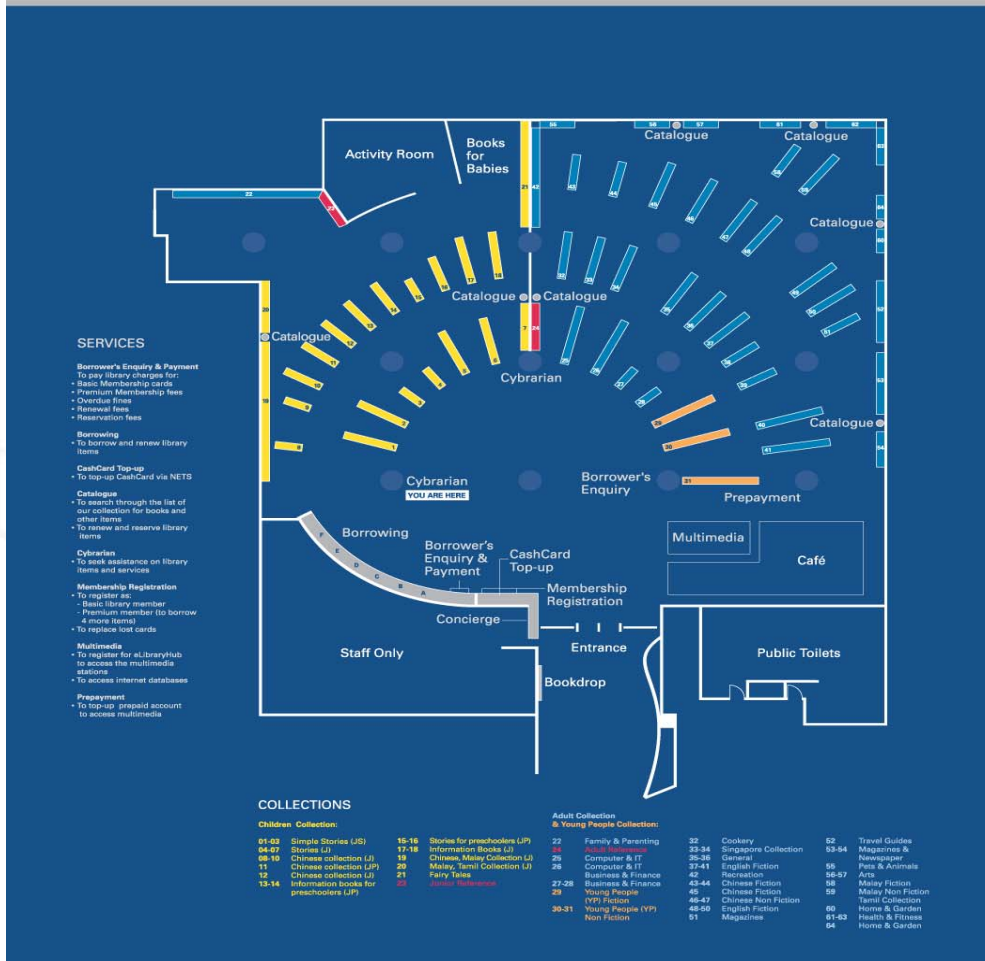 Activity Room
Books
for
Babies
Catalogue
Catalogue
Catalogue
Catalogue
Catalogue
Catalogue
Catalogue
Cybrarian
Cybrarian
YOU ARE HERE
Borrower's
Enquiry
Prepayment
Multimedia
Café
Borrowing
F
E
D
C
B
A
Borrower's
Enquiry &
Payment
CashCard
Top-up
Membership
Registration
Concierge
Entrance
Staff Only
Bookdrop
Public Toilets
SERVICES
Borrower's Enquiry & Payment
To pay library charges for:
• Basic Membership cards
• Premium Membership fees
• Overdue fines
• Renewal fees
• Reservation fees
Borrowing
• To borrow and renew library
items
CashCard Top-up
• To top-up CashCard via NETS
Catalogue
• To search through the list of
our collection for books and
other items
• To renew and reserve library
items
Cybrarian
• To seek assistance on library
items and services
Membership Registration
• To register as:
- Basic library member
- Premium member (to borrow
4 more items)
• To replace lost cards
Multimedia
• To register for eLibraryHub
to access the multimedia
stations
• To access internet databases
Prepayment
• To top-up prepaid account
to access multimedia
COLLECTIONS
Children Collection:
01-03 Simple Stories (JS)
04-07 Stories (J)
08-10 Chinese collection (J)
11 Chinese collection (JP)
12 Chinese collection (J)
13-14 Information books for
preschoolers (JP)
15-16 Stories for preschoolers (JP)
17-18 Information Books (J)
19 Chinese, Malay Collection (J)
20 Malay, Tamil Collection (J)
21 Fairy Tales
23 Junior Reference
Adult Collection
& Young People Collection:
22 Family & Parenting
24 Adult Reference
25 Computer & IT
26 Computer & IT
Business & Finance
27-28 Business & Finance
29 Young People
(YP) Fiction
30-31 Young People (YP)
Non Fiction
32 Cookery
33-34 Singapore Collection
35-36 General
37-41 English Fiction
42 Recreation
43-44 Chinese Fiction
45 Chinese Fiction
46-47 Chinese Non Fiction
48-50 English Fiction
51 Magazines
52 Travel Guides
53-54 Magazines &
Newspaper
55 Pets & Animals
56-57 Arts
58 Malay Fiction
59 Malay Non Fiction
Tamil Collection
60 Home & Garden
61-63 Health & Fitness
64 Home & Garden